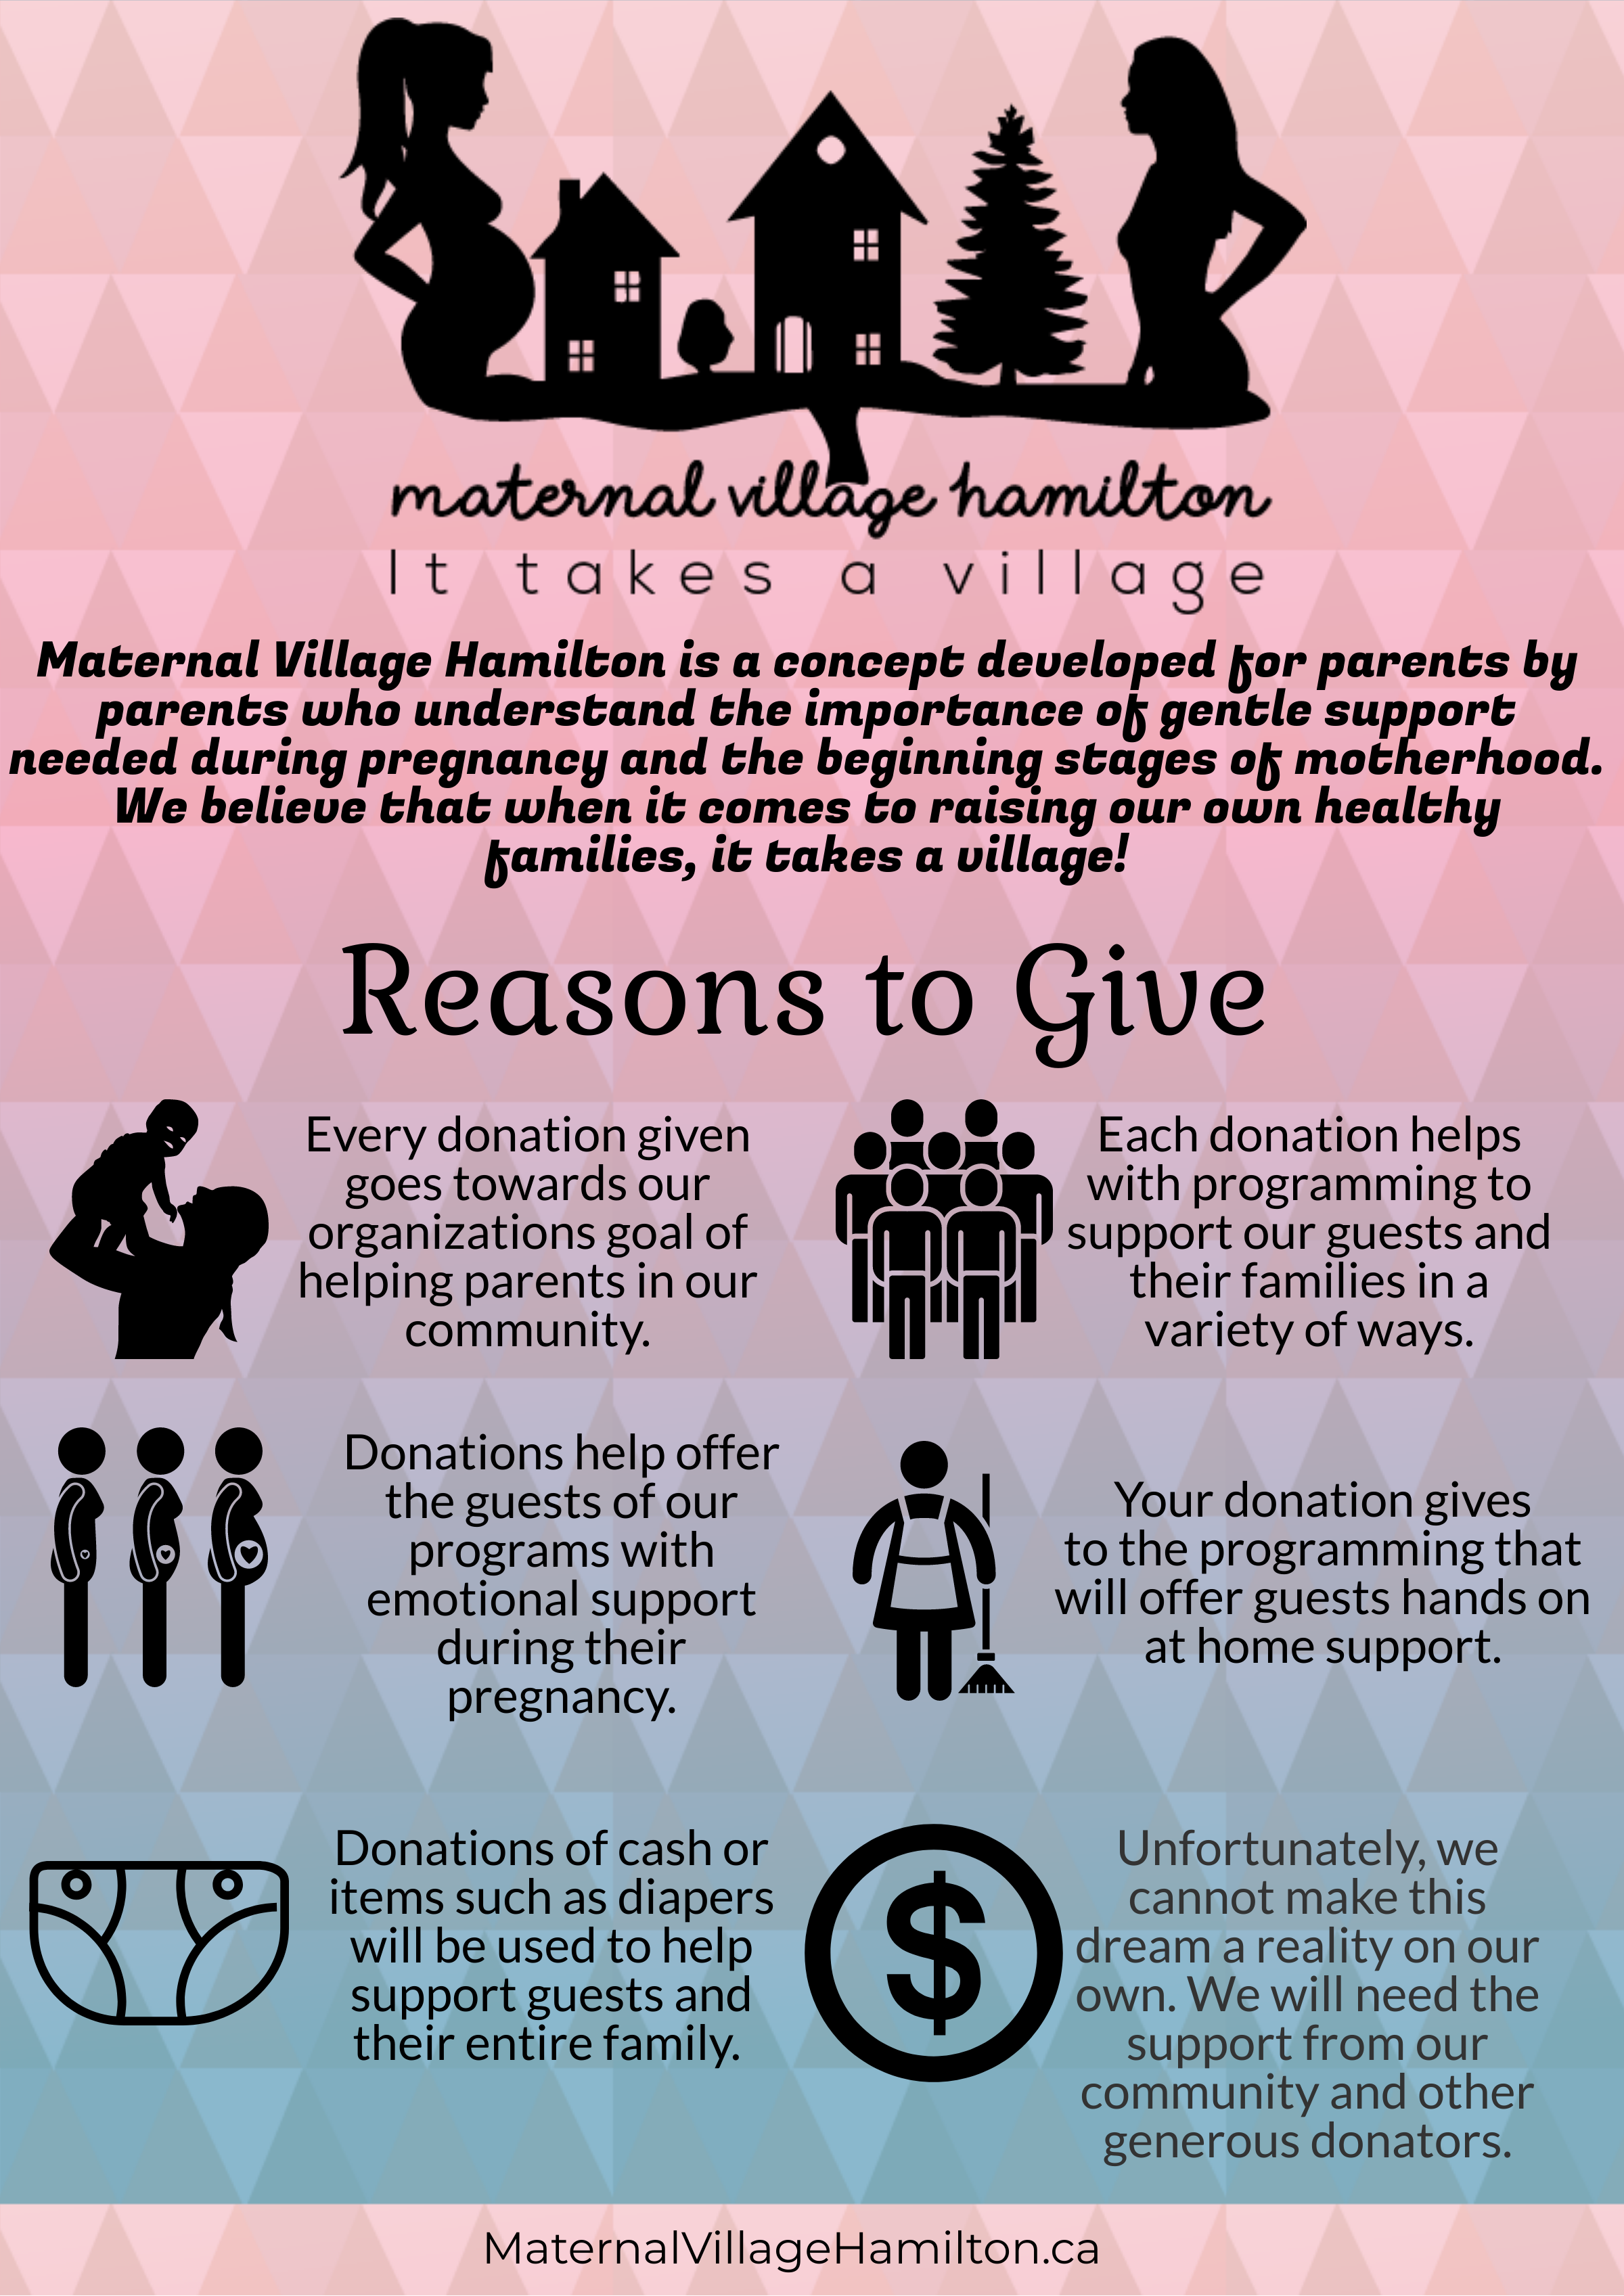 maternal village hamilton
It takes a village
Maternal Village Hamilton is a concept developed for parents by
parents who understand the importance of gentle support
needed during pregnancy and the beginning stages of motherhood.
We believe that when it comes to raising our own healthy
families, it takes a village!
Reasons to Give
Every donation given
goes towards our
organizations goal of
helping parents in our
community.
Each donation helps
with programming to
support our guests and
their families in a
variety of ways.
Donations help offer
the guests of our
programs with
emotional support
during their
pregnancy.
Your donation gives
to the programming that
will offer guests hands on
at home support.
Donations of cash or
items such as diapers
will be used to help
support guests and
their entire family.
$
Unfortunately, we
cannot make this
dream a reality on our
own. We will need the
support from our
community and other
generous donators.
MaternalVillageHamilton.ca